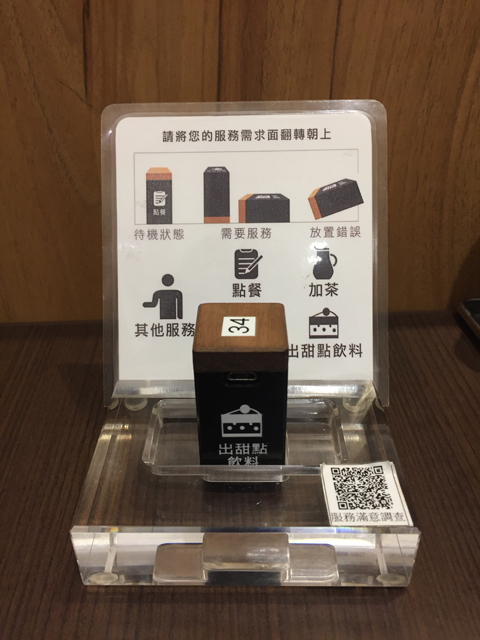 請將您的服務需求面翻轉朝上
點餐
待機狀態
需要服務
放置錯誤
點餐
加茶
其他服務
出甜點飲料
34
出甜點
飲料
服務滿意調查